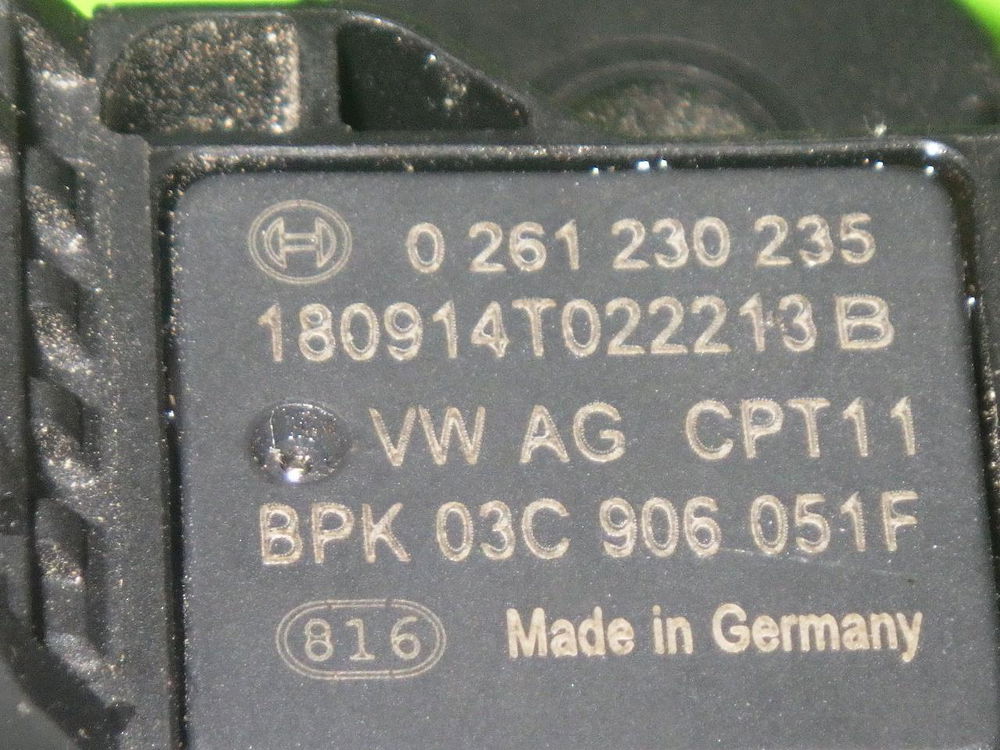 0 261 230 235
180914T022213 B
VW AG CPT11
BPK 03C 906 051F
816 Made in Germany